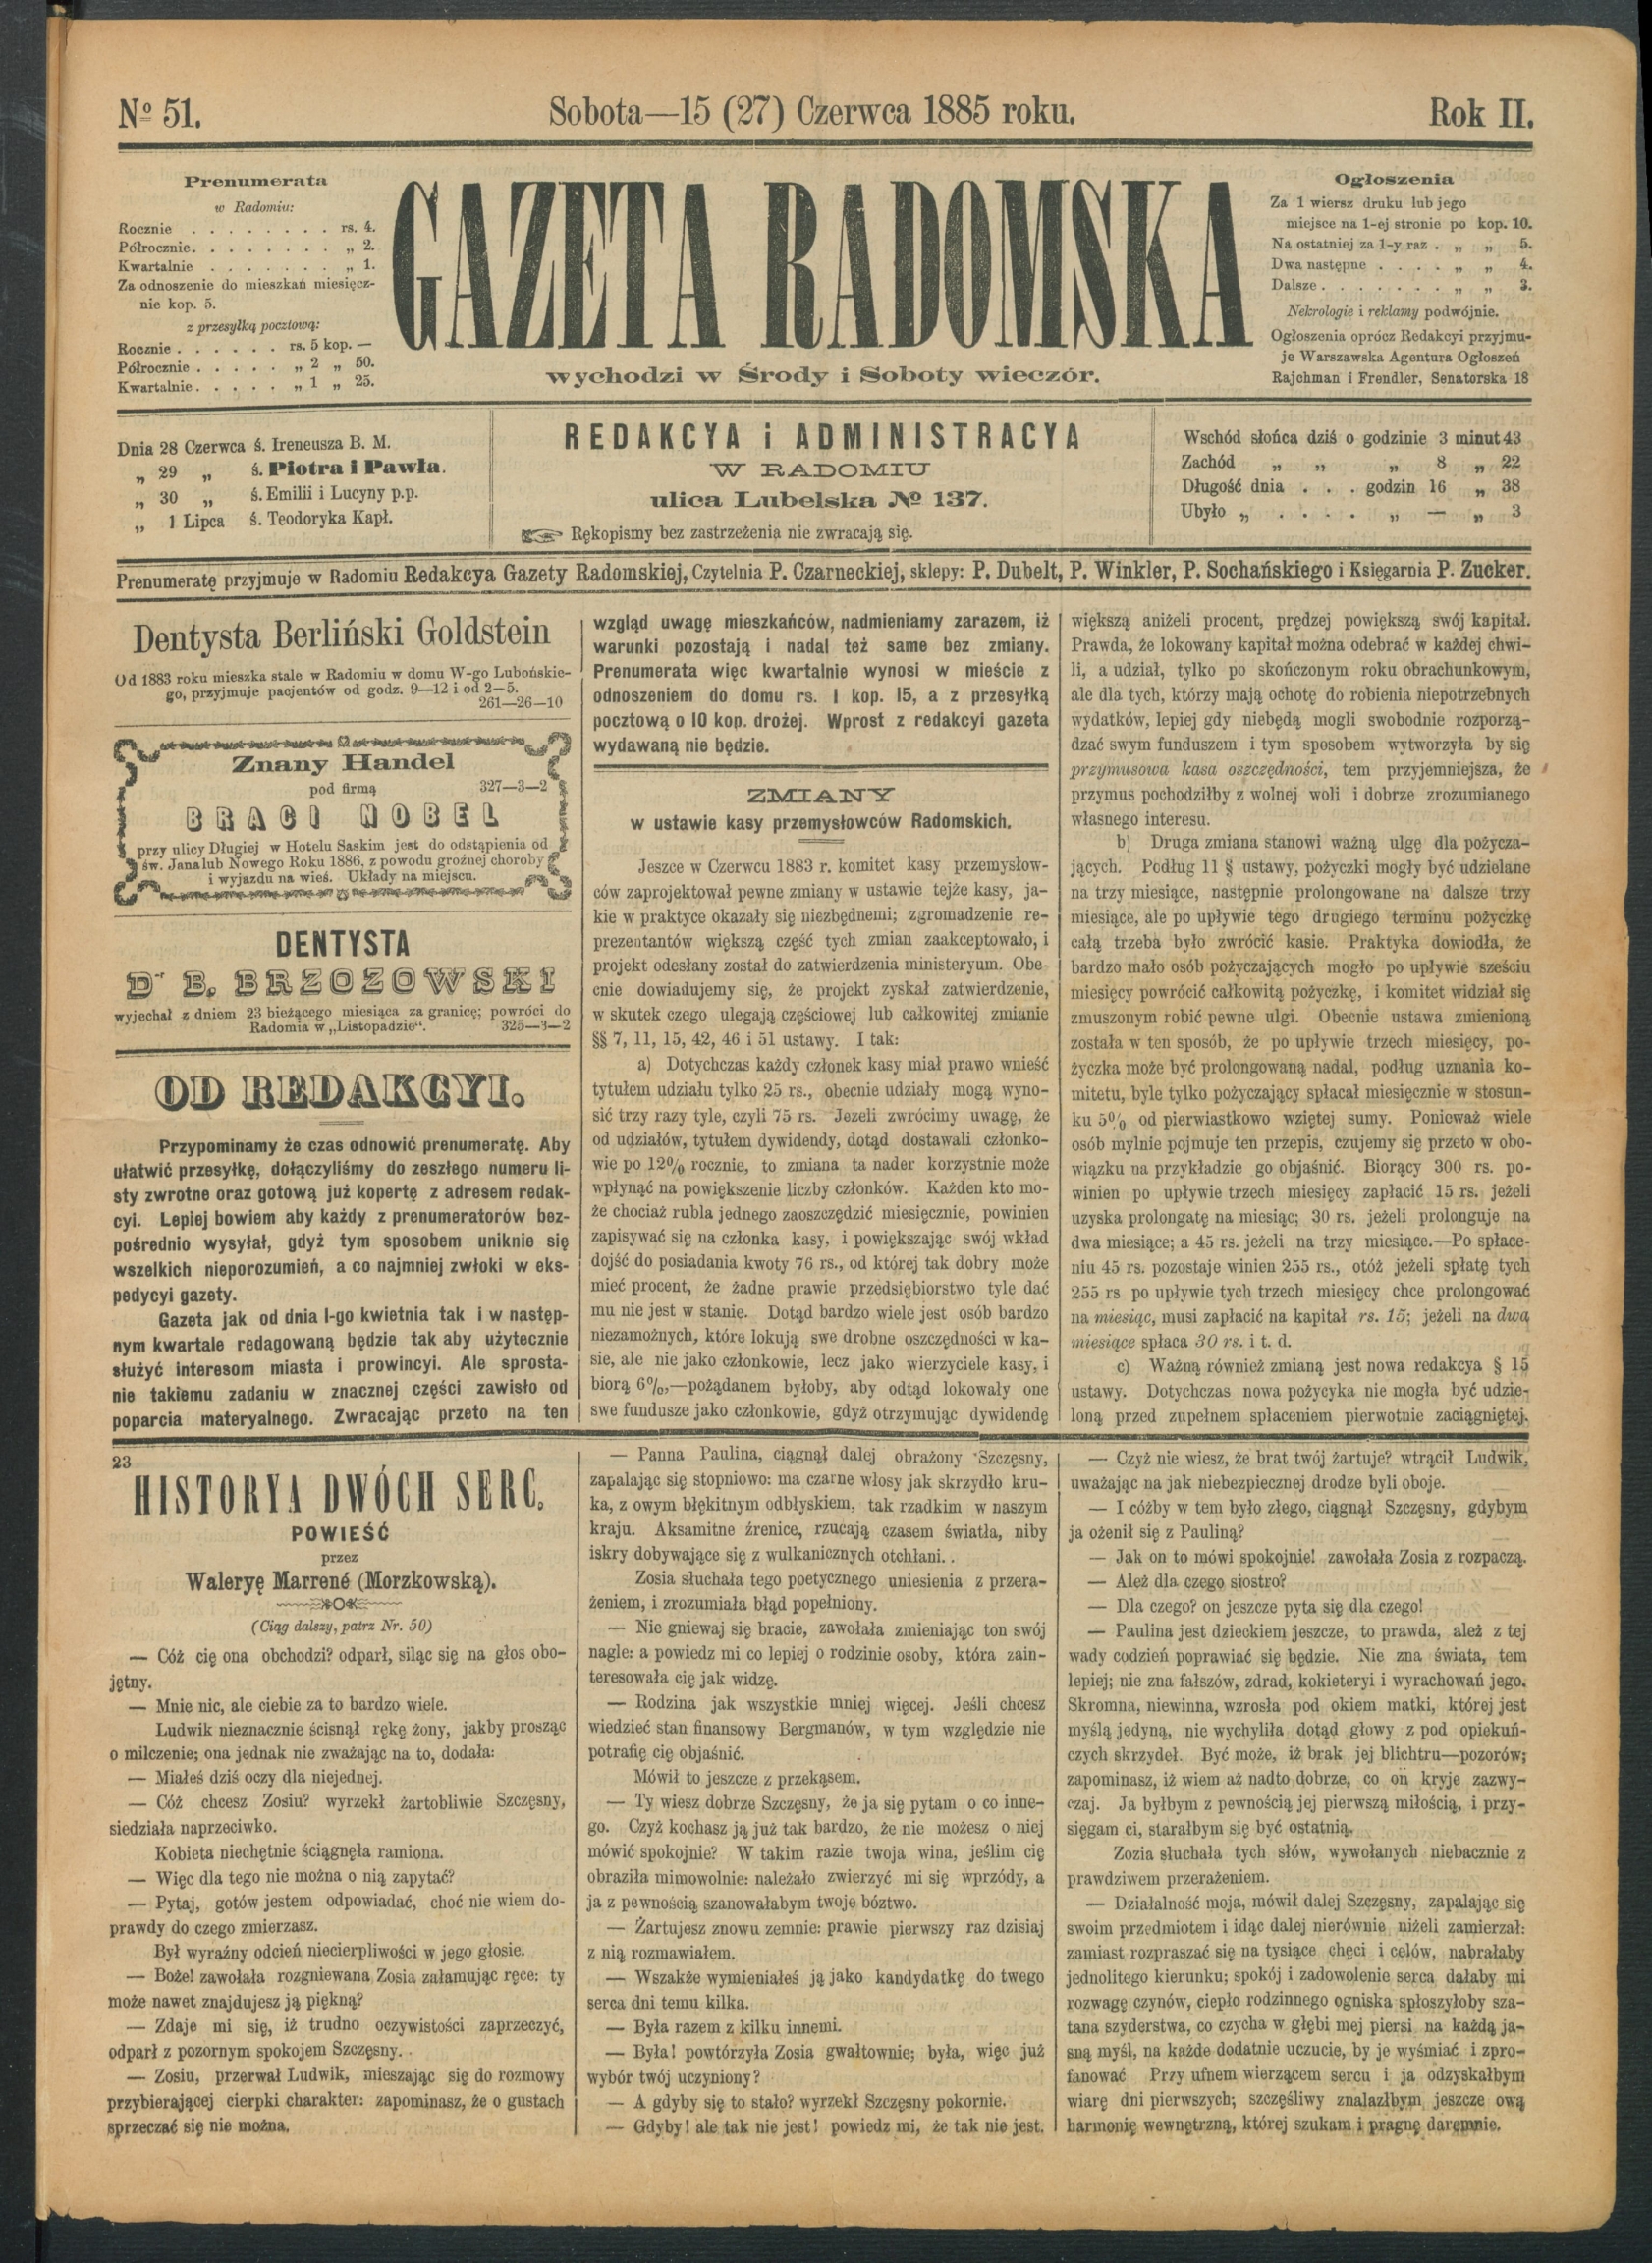 № 51.
Sobota—15 (27) Czerwca 1885 roku.
Rok II.
Prenumerata
w Radomiu:
Rocznie . . . . . . . . rs. 4.
Półrocznie. . . . . . . . „ 2.
Kwartalnie . . . . . . . „ 1.
Za odnoszenie do mieszkań miesięcz-
nie kop. 5.
z przesyłką pocztową:
Rocznie . . . . . . rs. 5 kop. —
Półrocznie . . . . . „ 2 „ 50.
Kwartalnie. . . . . „ 1 „ 25.
GAZETA RADOMSKA
wychodzi w Środy i Soboty wieczór.
Ogłoszenia
Za 1 wiersz druku lub jego
miejsce na 1-ej stronie po kop. 10.
Na ostatniej za 1-y raz . „ „ 5.
Dwa następne . . . . „ „ 4.
Dalsze . . . . . . . „ „ 3.
Nekrologie i reklamy podwójnie.
Ogłoszenia oprócz Redakcyi przyjmu-
je Warszawska Agentura Ogłoszeń
Rajchman i Frendler, Senatorska 18
Dnia 28 Czerwca ś. Ireneusza B. M.
„ 29 „ ś. Piotra i Pawła.
„ 30 „ ś. Emilii i Lucyny p.p.
„ 1 Lipca ś. Teodoryka Kapł.
REDAKCYA i ADMINISTRACYA
W RADOMIU
ulica Lubelska № 137.
Rękopismy bez zastrzeżenia nie zwracają się.
Wschód słońca dziś o godzinie 3 minut 43
Zachód „ „ „ 8 „ 22
Długość dnia . . . godzin 16 „ 38
Ubyło „ . . . . „ — „ 3
Prenumeratę przyjmuje w Radomiu Redakcya Gazety Radomskiej, Czytelnia P. Czarneckiej, sklepy: P. Dubelt, P. Winkler, P. Sochańskiego i Księgarnia P. Zucker.
Dentysta Berliński Goldstein
Od 1883 roku mieszka stale w Radomiu w domu W-go Lubońskie-
go, przyjmuje pacjentów od godz. 9—12 i od 2—5.
261—26—10
Znany Handel
pod firmą 327—3—2
BRACI NOBEL
przy ulicy Długiej w Hotelu Saskim jest do odstąpienia od
św. Jana lub Nowego Roku 1886, z powodu groźnej choroby
i wyjazdu na wieś. Układy na miejscu.
DENTYSTA
Dr B. BRZOZOWSKI
wyjechał z dniem 23 bieżącego miesiąca za granicę; powróci do
Radomia w „Listopadzie“. 325—3—2
OD REDAKCYI.
Przypominamy że czas odnowić prenumeratę. Aby
ułatwić przesyłkę, dołączyliśmy do zeszłego numeru li-
sty zwrotne oraz gotową już kopertę z adresem redak-
cyi. Lepiej bowiem aby każdy z prenumeratorów bez-
pośrednio wysyłał, gdyż tym sposobem uniknie się
wszelkich nieporozumień, a co najmniej zwłoki w eks-
pedycyi gazety.
Gazeta jak od dnia I-go kwietnia tak i w następ-
nym kwartale redagowaną będzie tak aby użytecznie
służyć interesom miasta i prowincyi. Ale sprosta-
nie takiemu zadaniu w znacznej części zawisło od
poparcia materyalnego. Zwracając przeto na ten
wzgląd uwagę mieszkańców, nadmieniamy zarazem, iż
warunki pozostają i nadal też same bez zmiany.
Prenumerata więc kwartalnie wynosi w mieście z
odnoszeniem do domu rs. I kop. I5, a z przesyłką
pocztową o I0 kop. drożej. Wprost z redakcyi gazeta
wydawaną nie będzie.
ZMIANY
w ustawie kasy przemysłowców Radomskich.
Jeszce w Czerwcu 1883 r. komitet kasy przemysłow-
ców zaprojektował pewne zmiany w ustawie tejże kasy, ja-
kie w praktyce okazały się niezbędnemi; zgromadzenie re-
prezentantów większą część tych zmian zaakceptowało, i
projekt odesłany został do zatwierdzenia ministeryum. Obe-
cnie dowiadujemy się, że projekt zyskał zatwierdzenie,
w skutek czego ulegają częściowej lub całkowitej zmianie
§§ 7, 11, 15, 42, 46 i 51 ustawy. I tak:
a) Dotychczas każdy członek kasy miał prawo wnieść
tytułem udziału tylko 25 rs., obecnie udziały mogą wyno-
sić trzy razy tyle, czyli 75 rs. Jezeli zwrócimy uwagę, że
od udziałów, tytułem dywidendy, dotąd dostawali członko-
wie po 12% rocznie, to zmiana ta nader korzystnie może
wpłynąć na powiększenie liczby członków. Każden kto mo-
że chociaż rubla jednego zaoszczędzić miesięcznie, powinien
zapisywać się na członka kasy, i powiększając swój wkład
dojść do posiadania kwoty 76 rs., od której tak dobry może
mieć procent, że żadne prawie przedsiębiorstwo tyle dać
mu nie jest w stanie. Dotąd bardzo wiele jest osób bardzo
niezamożnych, które lokują swe drobne oszczędności w ka-
sie, ale nie jako członkowie, lecz jako wierzyciele kasy, i
biorą 6%,—pożądanem byłoby, aby odtąd lokowały one
swe fundusze jako członkowie, gdyż otrzymując dywidendę
większą aniżeli procent, prędzej powiększą swój kapitał.
Prawda, że lokowany kapitał można odebrać w każdej chwi-
li, a udział, tylko po skończonym roku obrachunkowym,
ale dla tych, którzy mają ochotę do robienia niepotrzebnych
wydatków, lepiej gdy niebędą mogli swobodnie rozporzą-
dzać swym funduszem i tym sposobem wytworzyła by się
przymusowa kasa oszczędności, tem przyjemniejsza, że
przymus pochodziłby z wolnej woli i dobrze zrozumianego
własnego interesu.
b) Druga zmiana stanowi ważną ulgę dla pożycza-
jących. Podług 11 § ustawy, pożyczki mogły być udzielane
na trzy miesiące, następnie prolongowane na dalsze trzy
miesiące, ale po upływie tego drugiego terminu pożyczkę
całą trzeba było zwrócić kasie. Praktyka dowiodła, że
bardzo mało osób pożyczających mogło po upływie sześciu
miesięcy powrócić całkowitą pożyczkę, i komitet widział się
zmuszonym robić pewne ulgi. Obecnie ustawa zmienioną
została w ten sposób, że po upływie trzech miesięcy, po-
życzka może być prolongowaną nadal, podług uznania ko-
mitetu, byle tylko pożyczający spłacał miesięcznie w stosun-
ku 5% od pierwiastkowo wziętej sumy. Ponieważ wiele
osób mylnie pojmuje ten przepis, czujemy się przeto w obo-
wiązku na przykładzie go objaśnić. Biorący 300 rs. po-
winien po upływie trzech miesięcy zapłacić 15 rs. jeżeli
uzyska prolongatę na miesiąc; 30 rs. jeżeli prolonguje na
dwa miesiące; a 45 rs. jeżeli na trzy miesiące.—Po spłace-
niu 45 rs. pozostaje winien 255 rs., otóż jeżeli spłatę tych
255 rs po upływie tych trzech miesięcy chce prolongować
na miesiąc, musi zapłacić na kapitał rs. 15; jeżeli na dwa
miesiące spłaca 30 rs. i t. d.
c) Ważną również zmianą jest nowa redakcya § 15
ustawy. Dotychczas nowa pożycyka nie mogła być udzie-
loną przed zupełnem spłaceniem pierwotnie zaciągniętej.
23
HISTORYA DWÓCH SERC.
POWIEŚĆ
przez
Waleryę Marrené (Morzkowską).
(Ciąg dalszy, patrz Nr. 50)
— Cóż cię ona obchodzi? odparł, siląc się na głos obo-
jętny.
— Mnie nic, ale ciebie za to bardzo wiele.
Ludwik nieznacznie ścisnął rękę żony, jakby prosząc
o milczenie; ona jednak nie zważając na to, dodała:
— Miałeś dziś oczy dla niejednej.
— Cóż chcesz Zosiu? wyrzekł żartobliwie Szczęsny,
siedziała naprzeciwko.
Kobieta niechętnie ściągnęła ramiona.
— Więc dla tego nie można o nią zapytać?
— Pytaj, gotów jestem odpowiadać, choć nie wiem do-
prawdy do czego zmierzasz.
Był wyraźny odcień niecierpliwości w jego głosie.
— Boże! zawołała rozgniewana Zosia załamując ręce: ty
może nawet znajdujesz ją piękną?
— Zdaje mi się, iż trudno oczywistości zaprzeczyć,
odparł z pozornym spokojem Szczęsny.
— Zosiu, przerwał Ludwik, mieszając się do rozmowy
przybierającej cierpki charakter: zapominasz, że o gustach
sprzeczać się nie można.
— Panna Paulina, ciągnął dalej obrażony Szczęsny,
zapalając się stopniowo: ma czarne włosy jak skrzydło kru-
ka, z owym błękitnym odbłyskiem, tak rzadkim w naszym
kraju. Aksamitne źrenice, rzucają czasem światła, niby
iskry dobywające się z wulkanicznych otchłani. .
Zosia słuchała tego poetycznego uniesienia z przera-
żeniem, i zrozumiała błąd popełniony.
— Nie gniewaj się bracie, zawołała zmieniając ton swój
nagle: a powiedz mi co lepiej o rodzinie osoby, która zain-
teresowała cię jak widzę.
— Rodzina jak wszystkie mniej więcej. Jeśli chcesz
wiedzieć stan finansowy Bergmanów, w tym względzie nie
potrafię cię objaśnić.
Mówił to jeszcze z przekąsem.
— Ty wiesz dobrze Szczęsny, że ja się pytam o co inne-
go. Czyż kochasz ją już tak bardzo, że nie możesz o niej
mówić spokojnie? W takim razie twoja wina, jeślim cię
obraziła mimowolnie: należało zwierzyć mi się wprzódy, a
ja z pewnością szanowałabym twoje bóztwo.
— Żartujesz znowu zemnie: prawie pierwszy raz dzisiaj
z nią rozmawiałem.
— Wszakże wymieniałeś ją jako kandydatkę do twego
serca dni temu kilka.
— Była razem z kilku innemi.
— Była! powtórzyła Zosia gwałtownie; była, więc już
wybór twój uczyniony?
— A gdyby się to stało? wyrzekł Szczęsny pokornie.
— Gdyby! ale tak nie jest! powiedz mi, że tak nie jest.
— Czyż nie wiesz, że brat twój żartuje? wtrącił Ludwik,
uważając na jak niebezpiecznej drodze byli oboje.
— I cóżby w tem było złego, ciągnął Szczęsny, gdybym
ja ożenił się z Pauliną?
— Jak on to mówi spokojnie! zawołała Zosia z rozpaczą.
— Ależ dla czego siostro?
— Dla czego? on jeszcze pyta się dla czego!
— Paulina jest dzieckiem jeszcze, to prawda, ależ z tej
wady codzień poprawiać się będzie. Nie zna świata, tem
lepiej; nie zna fałszów, zdrad, kokieteryi i wyrachowań jego.
Skromna, niewinna, wzrosła pod okiem matki, której jest
myślą jedyną, nie wychyliła dotąd głowy z pod opiekuń-
czych skrzydeł. Być może, iż brak jej blichtru—pozorów;
zapominasz, iż wiem aż nadto dobrze, co on kryje zazwy-
czaj. Ja byłbym z pewnością jej pierwszą miłością, i przy-
sięgam ci, starałbym się być ostatnią.
Zozia słuchała tych słów, wywołanych niebacznie z
prawdziwem przerażeniem.
— Działalność moja, mówił dalej Szczęsny, zapalając się
swoim przedmiotem i idąc dalej nierównie niżeli zamierzał:
zamiast rozpraszać się na tysiące chęci i celów, nabrałaby
jednolitego kierunku; spokój i zadowolenie serca dałaby mi
rozwagę czynów, ciepło rodzinnego ogniska spłoszyłoby sza-
tana szyderstwa, co czycha w głębi mej piersi na każdą ja-
sną myśl, na każde dodatnie uczucie, by je wyśmiać i zpro-
fanować Przy ufnem wierzącem sercu i ja odzyskałbym
wiarę dni pierwszych; szczęśliwy znalazłbym jeszcze ową
harmonię wewnętrzną, której szukam i pragnę daremnie.